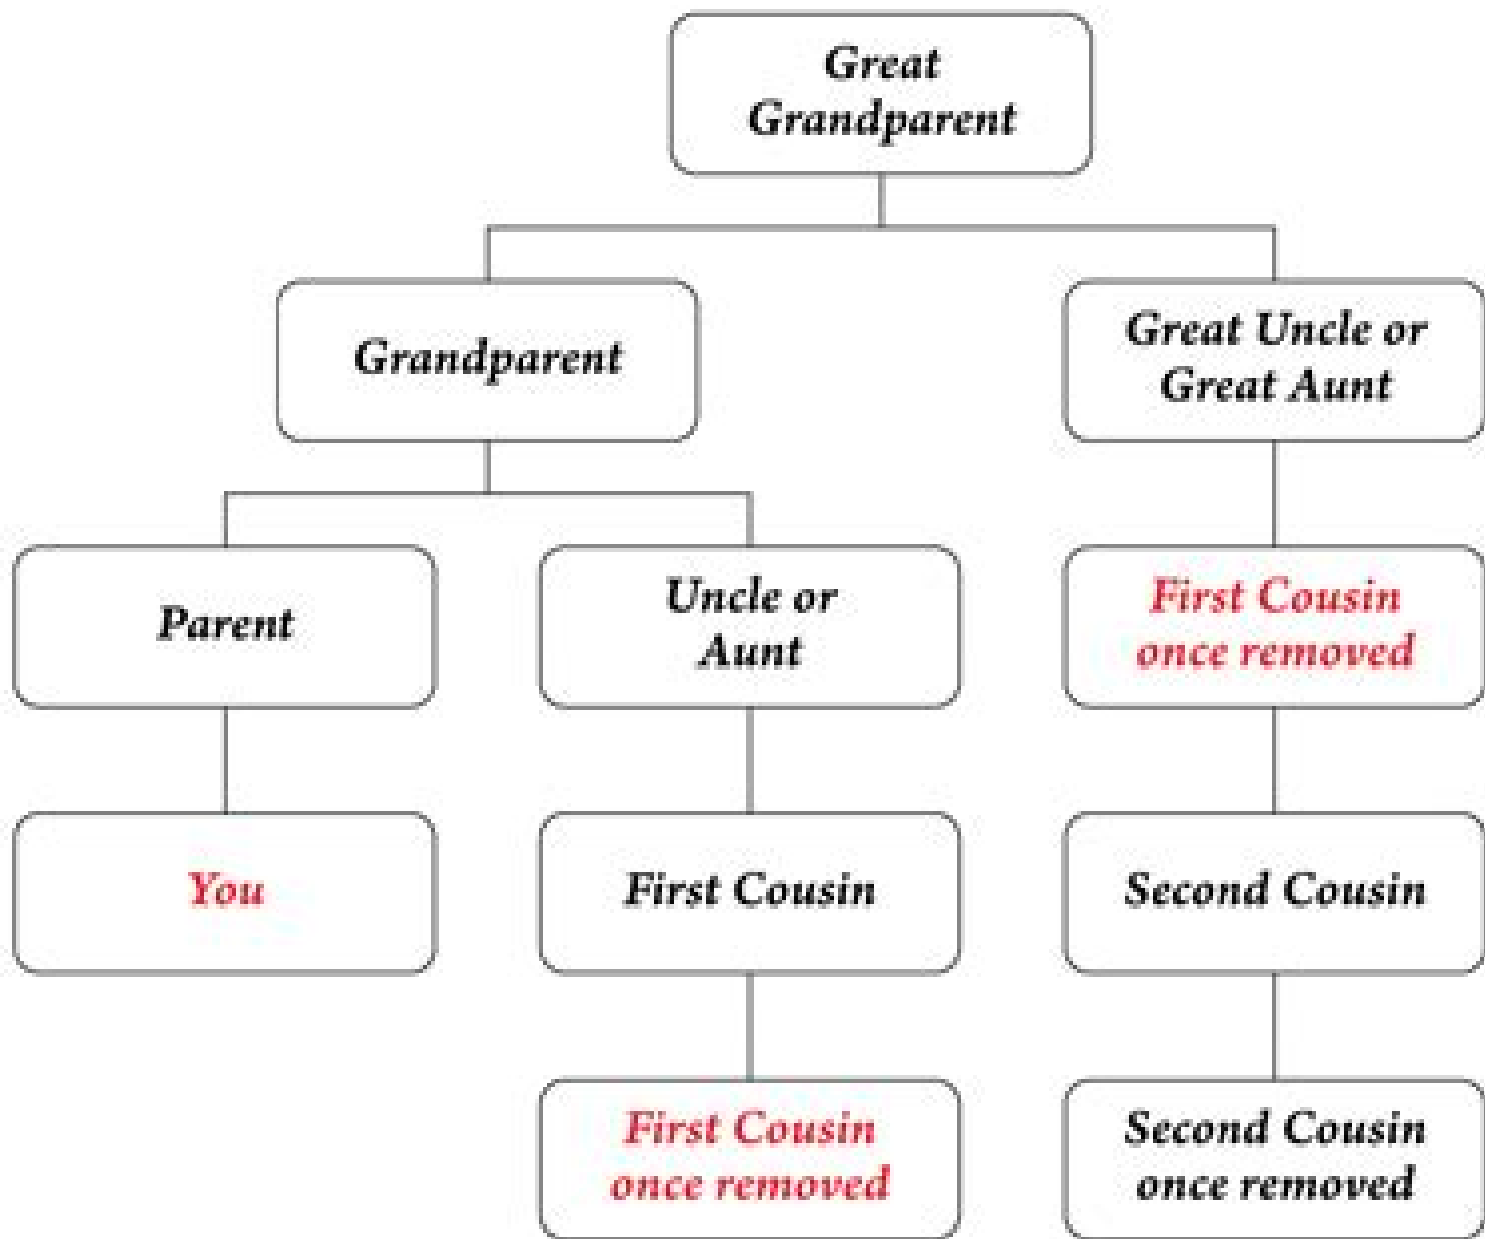 Great
Grandparent
Grandparent
Great Uncle or
Great Aunt
Parent
Uncle or
Aunt
First Cousin
once removed
You
First Cousin
Second Cousin
First Cousin
once removed
Second Cousin
once removed